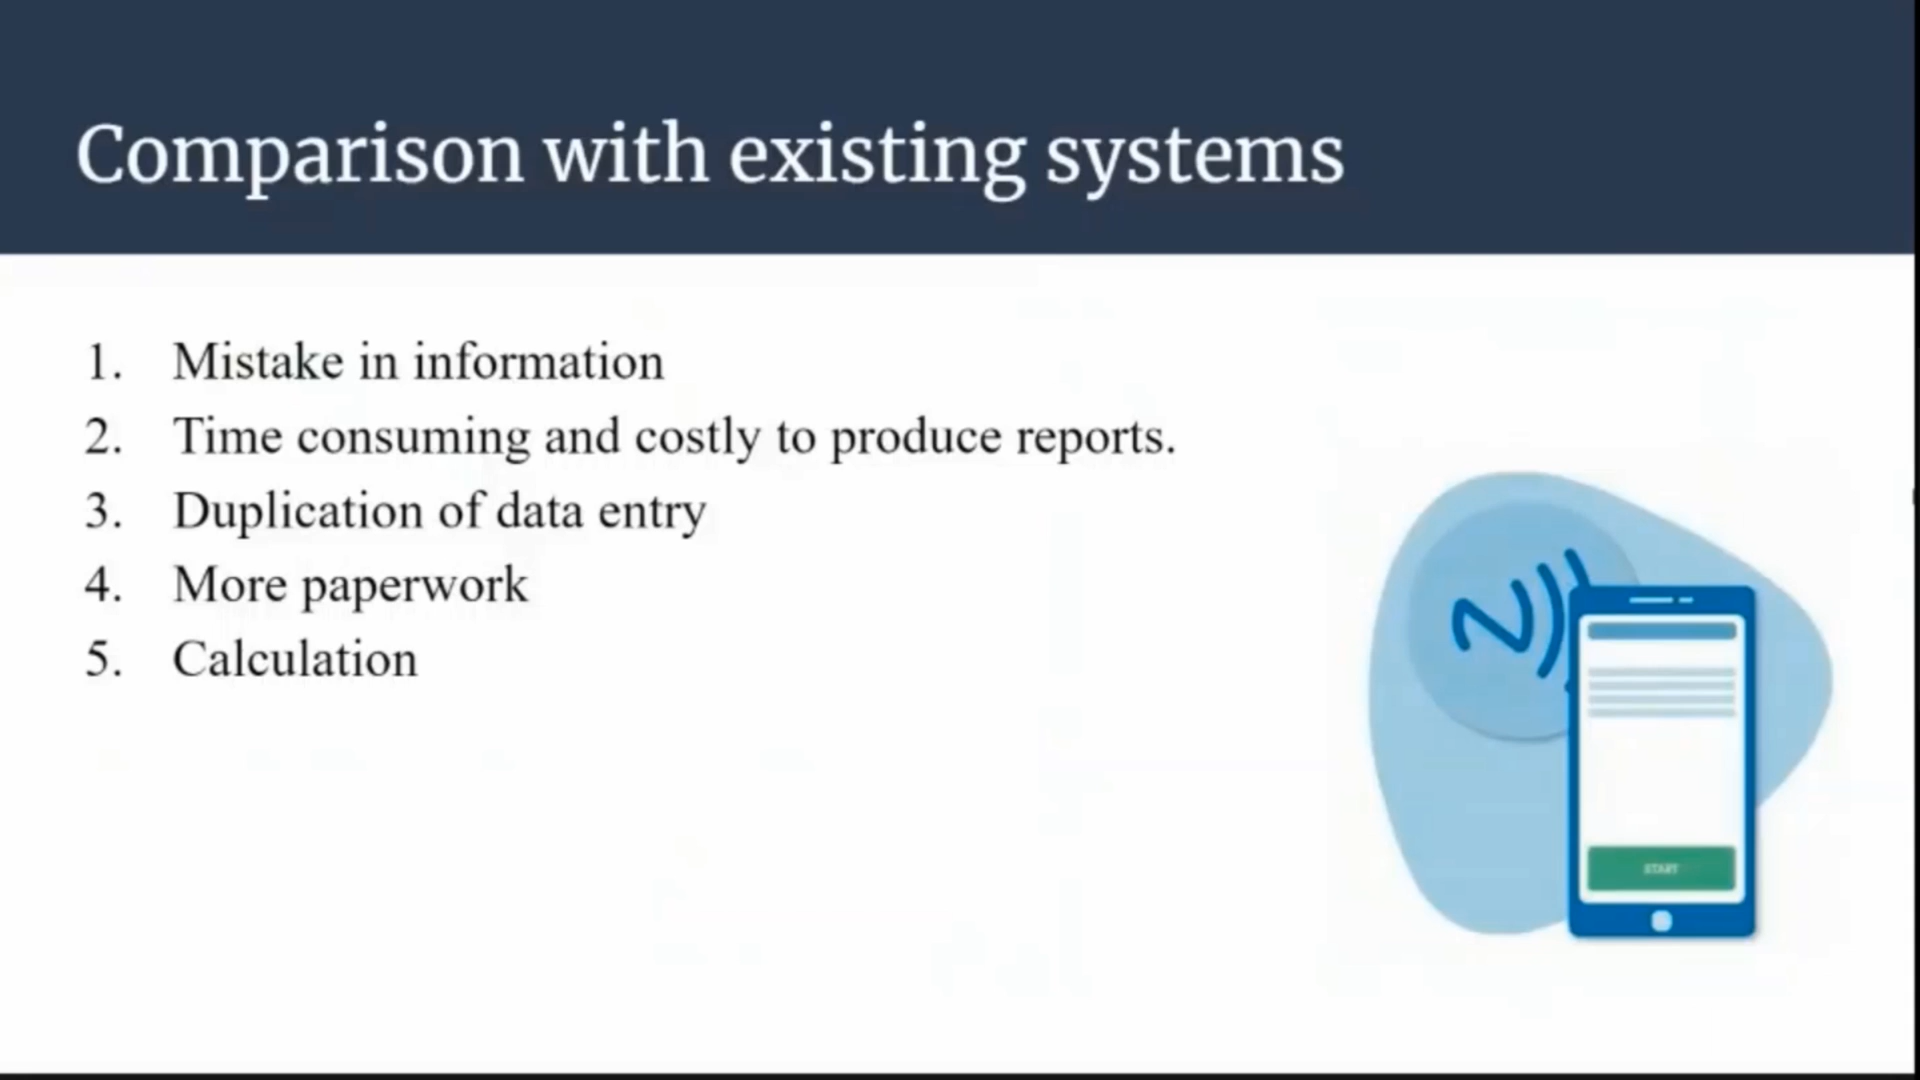 Comparison with existing systems
1. Mistake in information
2. Time consuming and costly to produce reports.
3. Duplication of data entry
4. More paperwork
5. Calculation
START